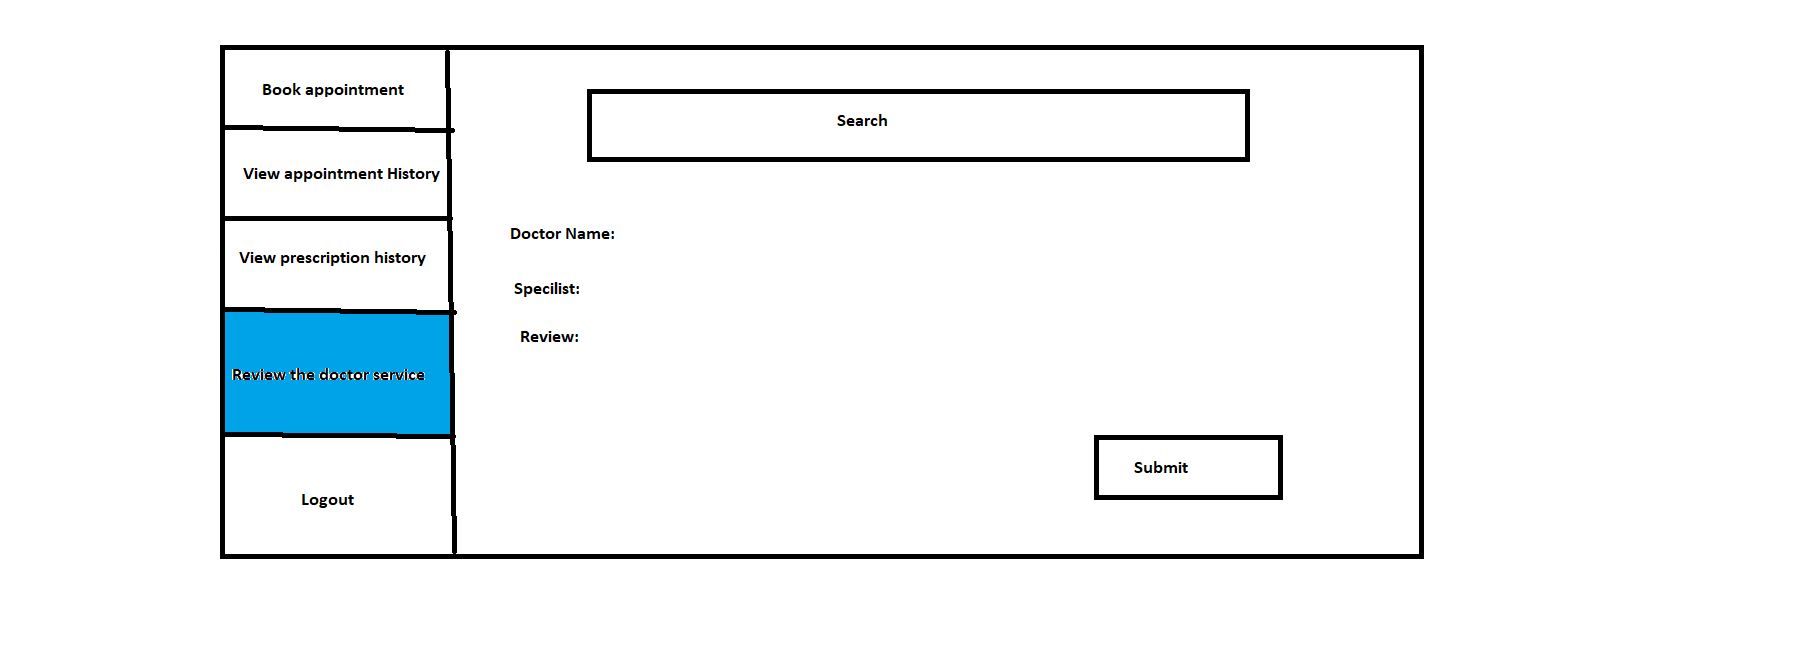 Book appointment
View appointment History
View prescription history
Review the doctor service
Logout
Search
Doctor Name:
Specilist:
Review:
Submit